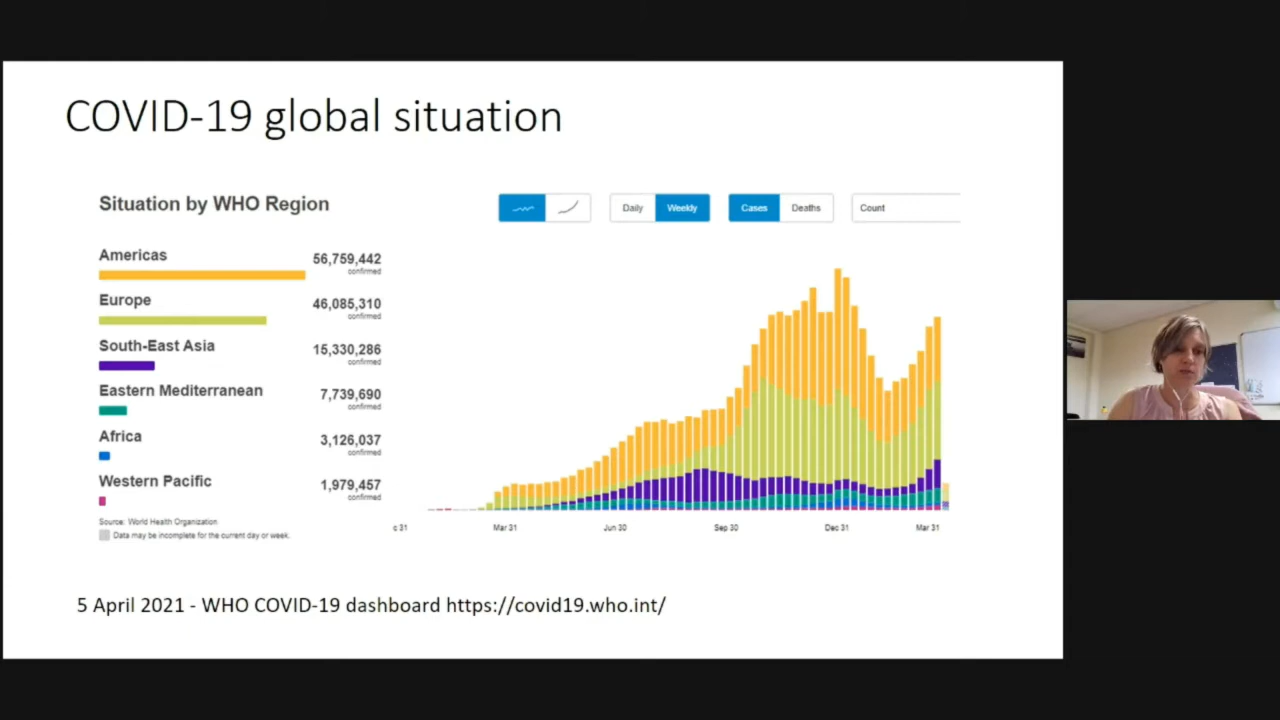 COVID-19 global situation
Situation by WHO Region
Daily Weekly Cases Deaths Count
Americas 56,759,442
confirmed
Europe 46,085,310
confirmed
South-East Asia 15,330,286
confirmed
Eastern Mediterranean 7,739,690
confirmed
Africa 3,126,037
confirmed
Western Pacific 1,979,457
confirmed
Source: World Health Organization
Data may be incomplete for the current day or week.
c 31 Mar 31 Jun 30 Sep 30 Dec 31 Mar 31
5 April 2021 - WHO COVID-19 dashboard https://covid19.who.int/